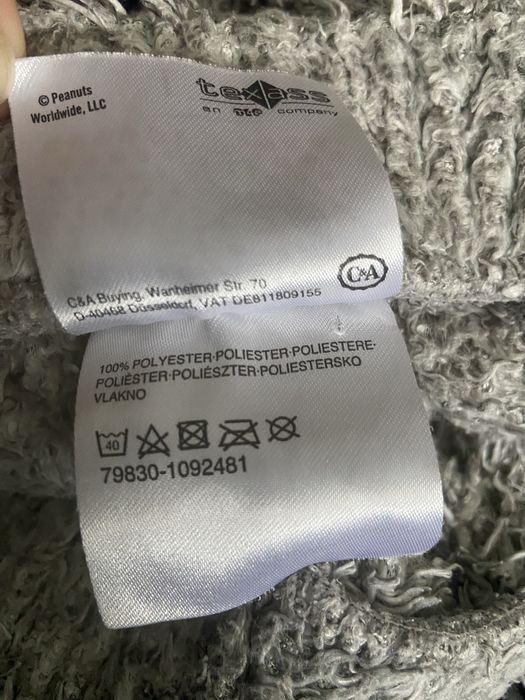 © Peanuts
Worldwide, LLC
texass
an company
C&A
C&A Buying, Wanheimer Str. 70
D-40468 Düsseldorf, VAT DE811809155
100% POLYESTER·POLIESTER·POLIESTERE·
POLIÉSTER·POLIÉSZTER·POLIESTERSKO
VLAKNO
40
79830-1092481